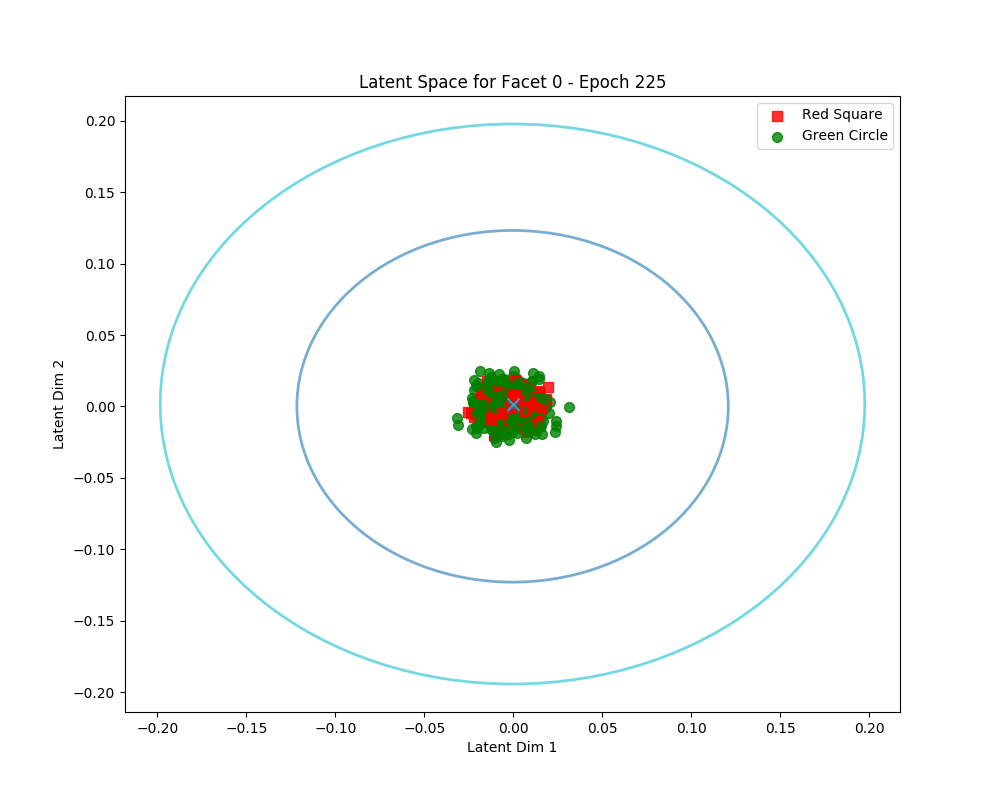 Latent Space for Facet 0 - Epoch 225
Red Square
Green Circle
0.20
0.15
0.10
0.05
0.00
−0.05
−0.10
−0.15
−0.20
Latent Dim 2
−0.20 −0.15 −0.10 −0.05 0.00 0.05 0.10 0.15 0.20
Latent Dim 1